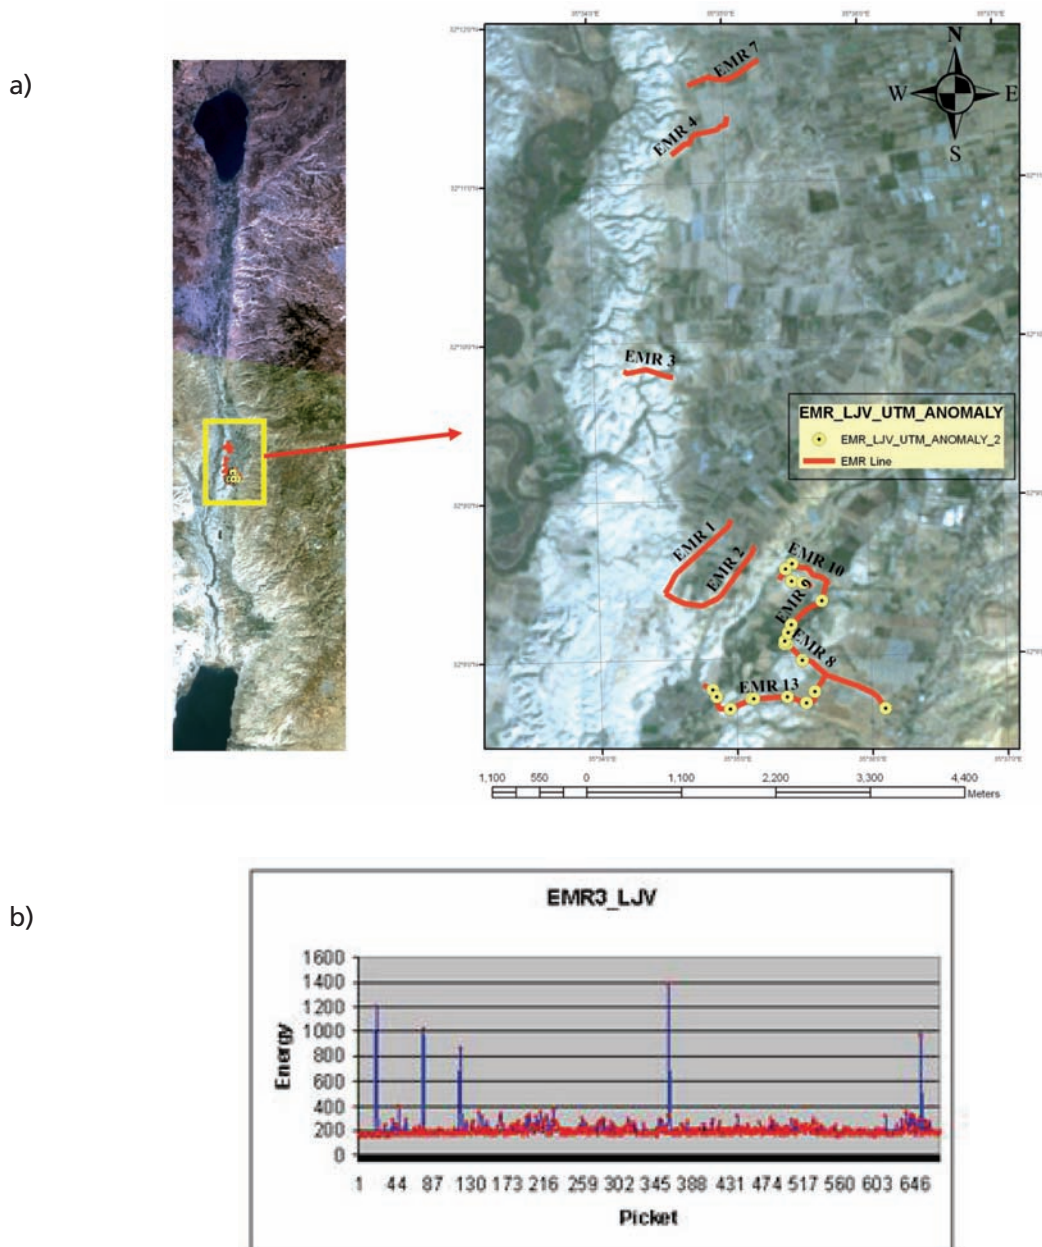 a)
N
W E
S
EMR 7
EMR 4
EMR 3
EMR_LJV_UTM_ANOMALY
EMR_LJV_UTM_ANOMALY_2
EMR Line
EMR 1
EMR 2
EMR 10
EMR 9
EMR 8
EMR 13
1,100 550 0 1,100 2,200 3,300 4,400
Meters
b)
EMR3_LJV
1600
1400
1200
1000
800
600
400
200
0
Energy
1 44 87 130 173 216 259 302 345 388 431 474 517 560 603 646
Picket